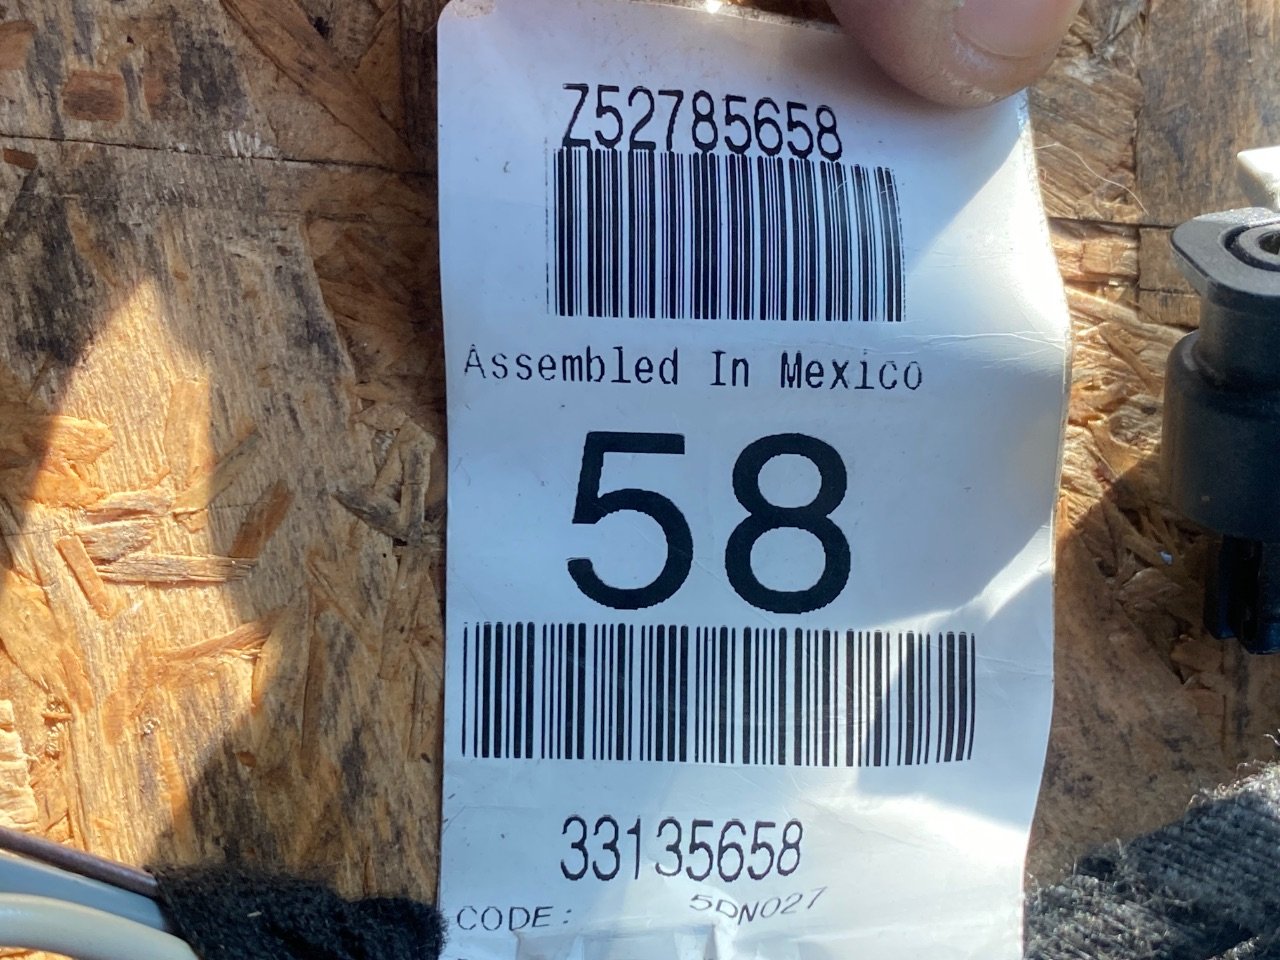 Z52785658
Assembled In Mexico
58
33135658
CODE: 5DN027